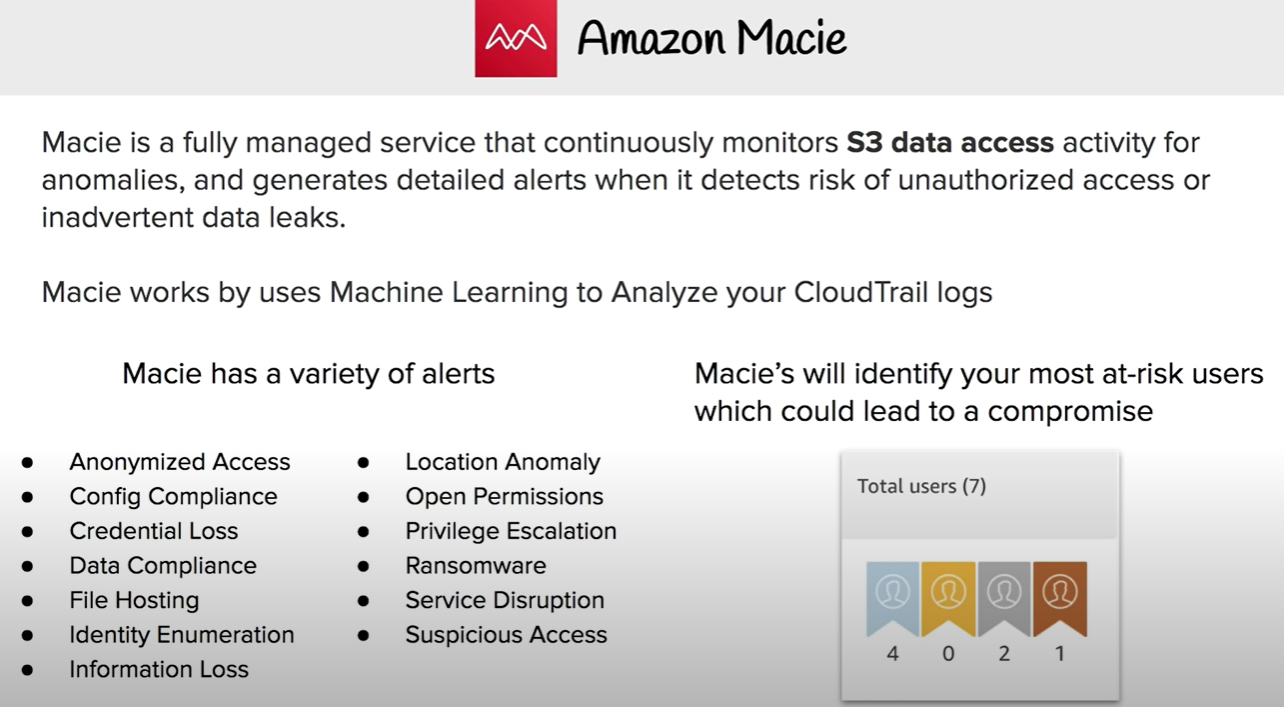 Amazon Macie
Macie is a fully managed service that continuously monitors S3 data access activity for
anomalies, and generates detailed alerts when it detects risk of unauthorized access or
inadvertent data leaks.
Macie works by uses Machine Learning to Analyze your CloudTrail logs
Macie has a variety of alerts
● Anonymized Access
● Config Compliance
● Credential Loss
● Data Compliance
● File Hosting
● Identity Enumeration
● Information Loss
● Location Anomaly
● Open Permissions
● Privilege Escalation
● Ransomware
● Service Disruption
● Suspicious Access
Macie’s will identify your most at-risk users
which could lead to a compromise
Total users (7)
4 0 2 1